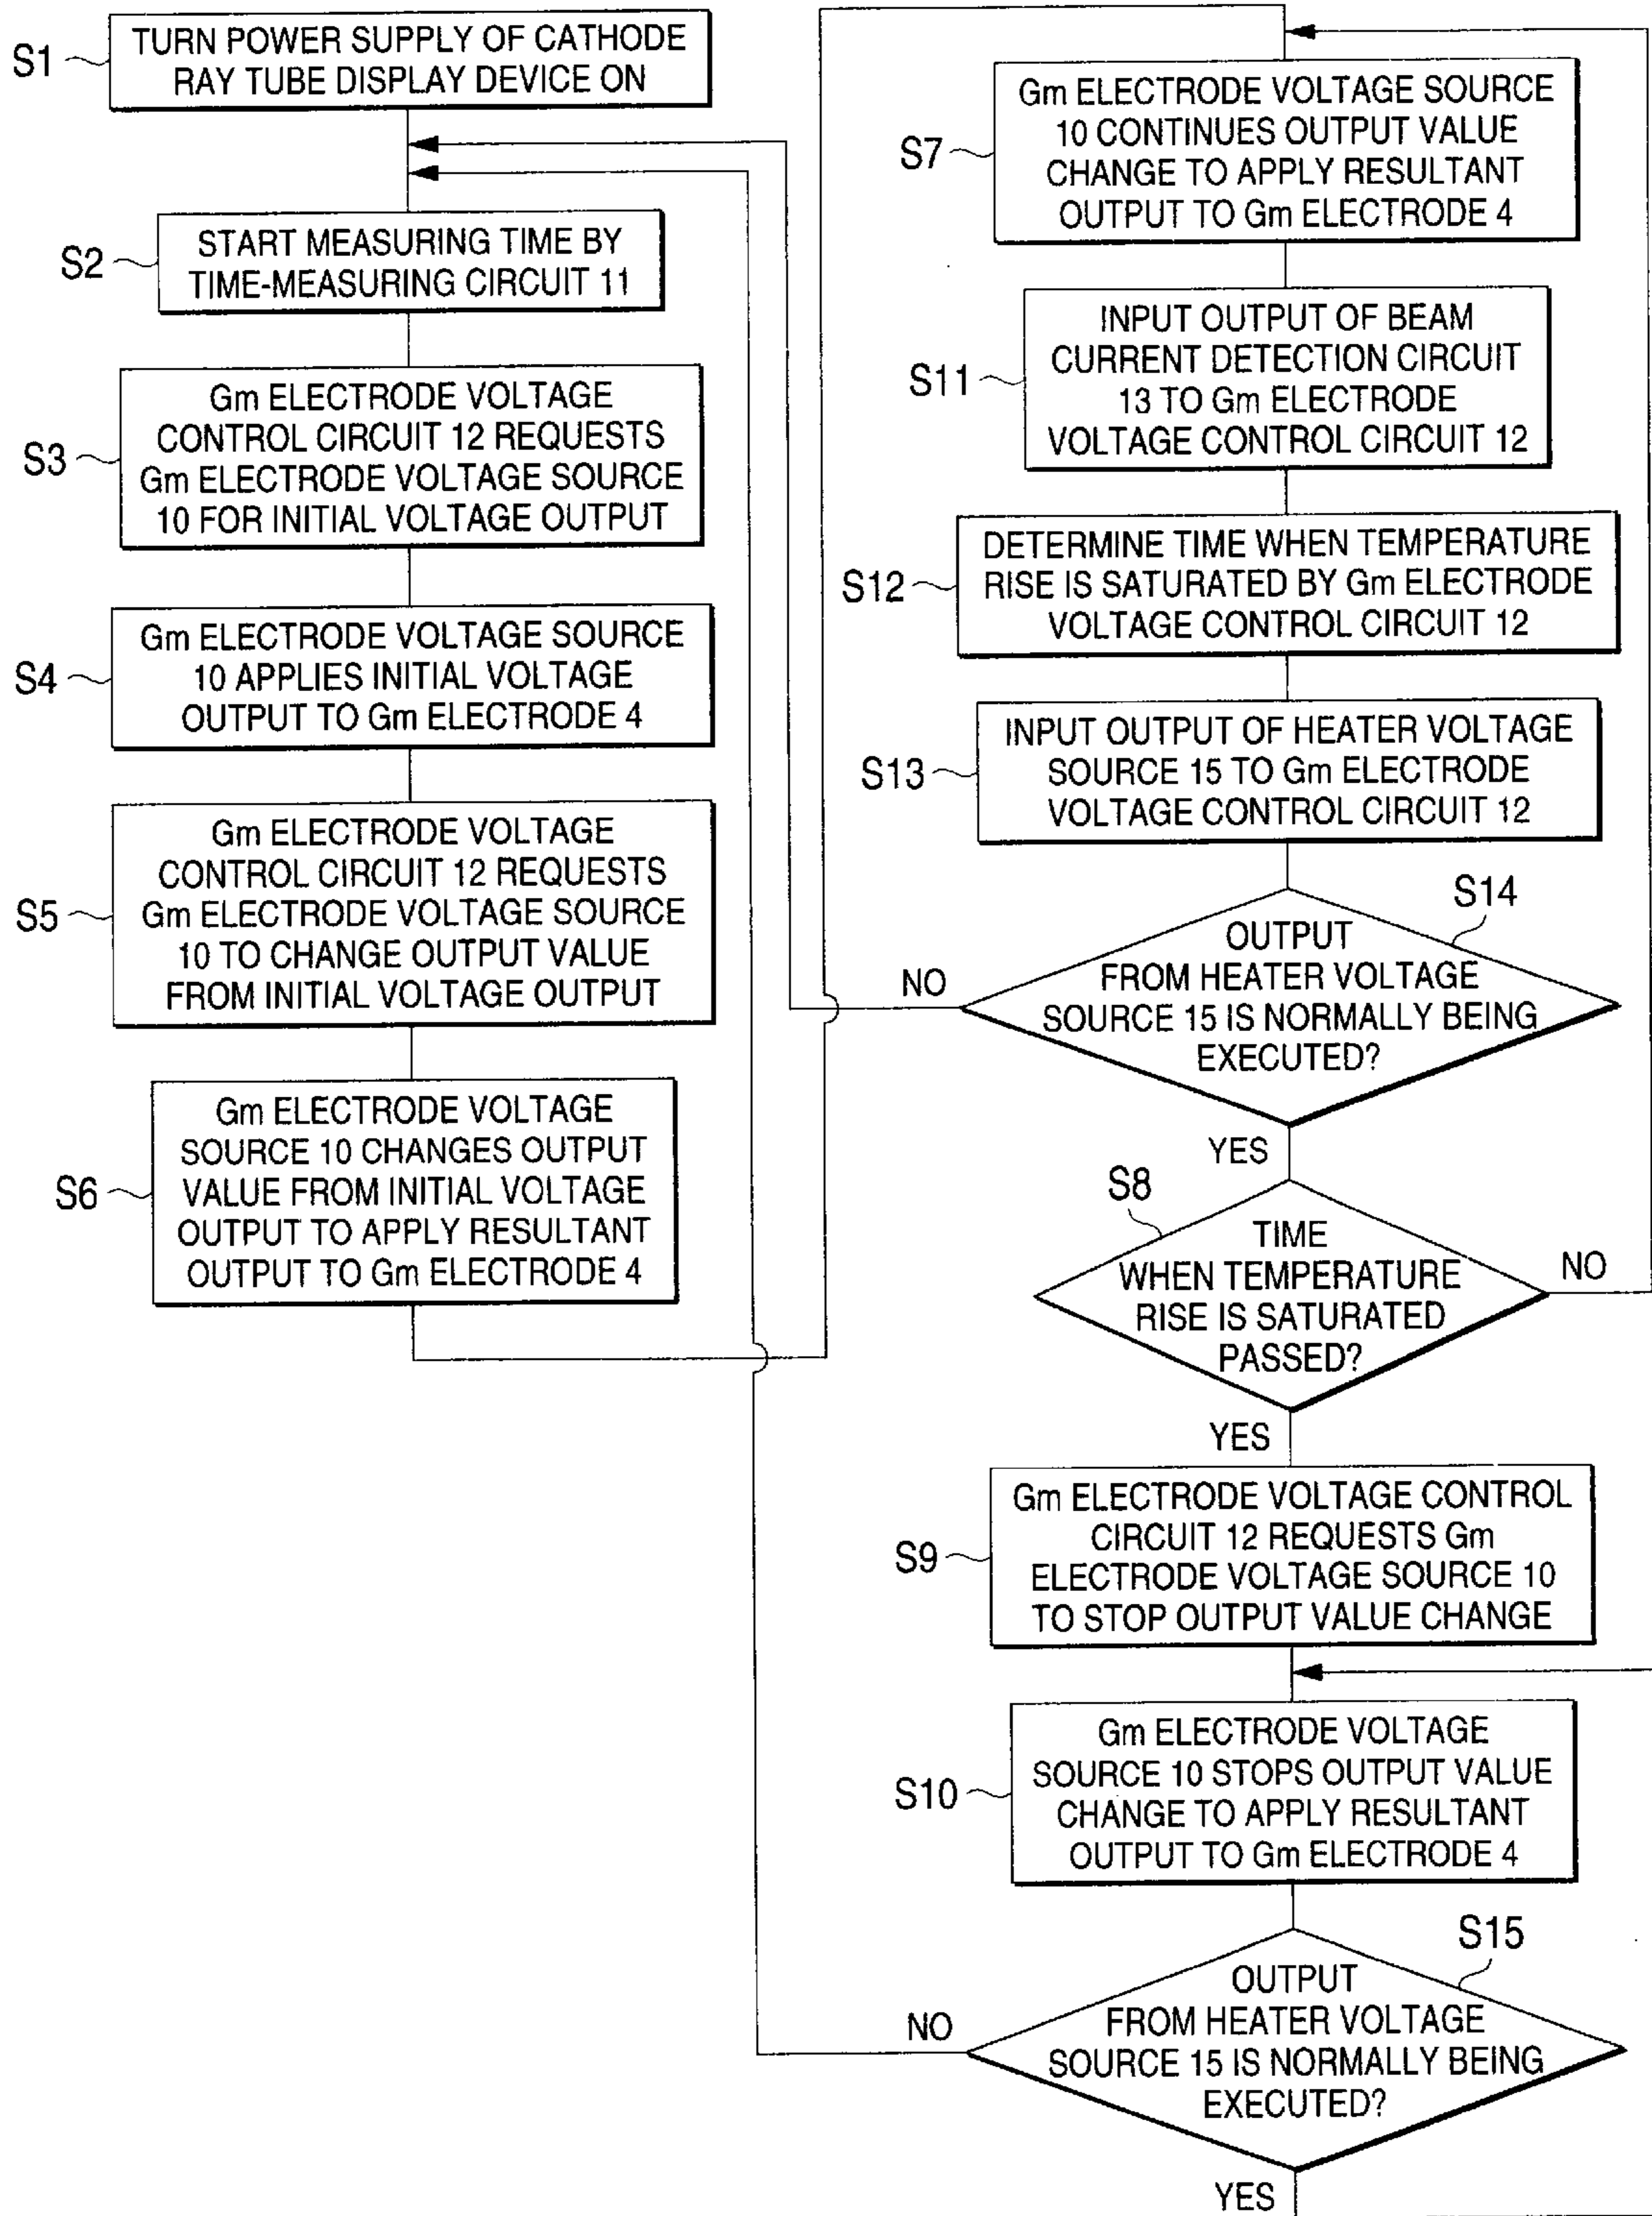 S1
TURN POWER SUPPLY OF CATHODE
RAY TUBE DISPLAY DEVICE ON
S2
START MEASURING TIME BY
TIME-MEASURING CIRCUIT 11
S3
Gm ELECTRODE VOLTAGE
CONTROL CIRCUIT 12 REQUESTS
Gm ELECTRODE VOLTAGE SOURCE
10 FOR INITIAL VOLTAGE OUTPUT
S4
Gm ELECTRODE VOLTAGE SOURCE
10 APPLIES INITIAL VOLTAGE
OUTPUT TO Gm ELECTRODE 4
S5
Gm ELECTRODE VOLTAGE
CONTROL CIRCUIT 12 REQUESTS
Gm ELECTRODE VOLTAGE SOURCE
10 TO CHANGE OUTPUT VALUE
FROM INITIAL VOLTAGE OUTPUT
S6
Gm ELECTRODE VOLTAGE
SOURCE 10 CHANGES OUTPUT
VALUE FROM INITIAL VOLTAGE
OUTPUT TO APPLY RESULTANT
OUTPUT TO Gm ELECTRODE 4
S7
Gm ELECTRODE VOLTAGE SOURCE
10 CONTINUES OUTPUT VALUE
CHANGE TO APPLY RESULTANT
OUTPUT TO Gm ELECTRODE 4
S11
INPUT OUTPUT OF BEAM
CURRENT DETECTION CIRCUIT
13 TO Gm ELECTRODE
VOLTAGE CONTROL CIRCUIT 12
S12
DETERMINE TIME WHEN TEMPERATURE
RISE IS SATURATED BY Gm ELECTRODE
VOLTAGE CONTROL CIRCUIT 12
S13
INPUT OUTPUT OF HEATER VOLTAGE
SOURCE 15 TO Gm ELECTRODE
VOLTAGE CONTROL CIRCUIT 12
S14
OUTPUT
FROM HEATER VOLTAGE
SOURCE 15 IS NORMALLY BEING
EXECUTED?
NO
YES
S8
TIME
WHEN TEMPERATURE
RISE IS SATURATED
PASSED?
NO
YES
S9
Gm ELECTRODE VOLTAGE CONTROL
CIRCUIT 12 REQUESTS Gm
ELECTRODE VOLTAGE SOURCE 10
TO STOP OUTPUT VALUE CHANGE
S10
Gm ELECTRODE VOLTAGE
SOURCE 10 STOPS OUTPUT VALUE
CHANGE TO APPLY RESULTANT
OUTPUT TO Gm ELECTRODE 4
S15
OUTPUT
FROM HEATER VOLTAGE
SOURCE 15 IS NORMALLY BEING
EXECUTED?
NO
YES